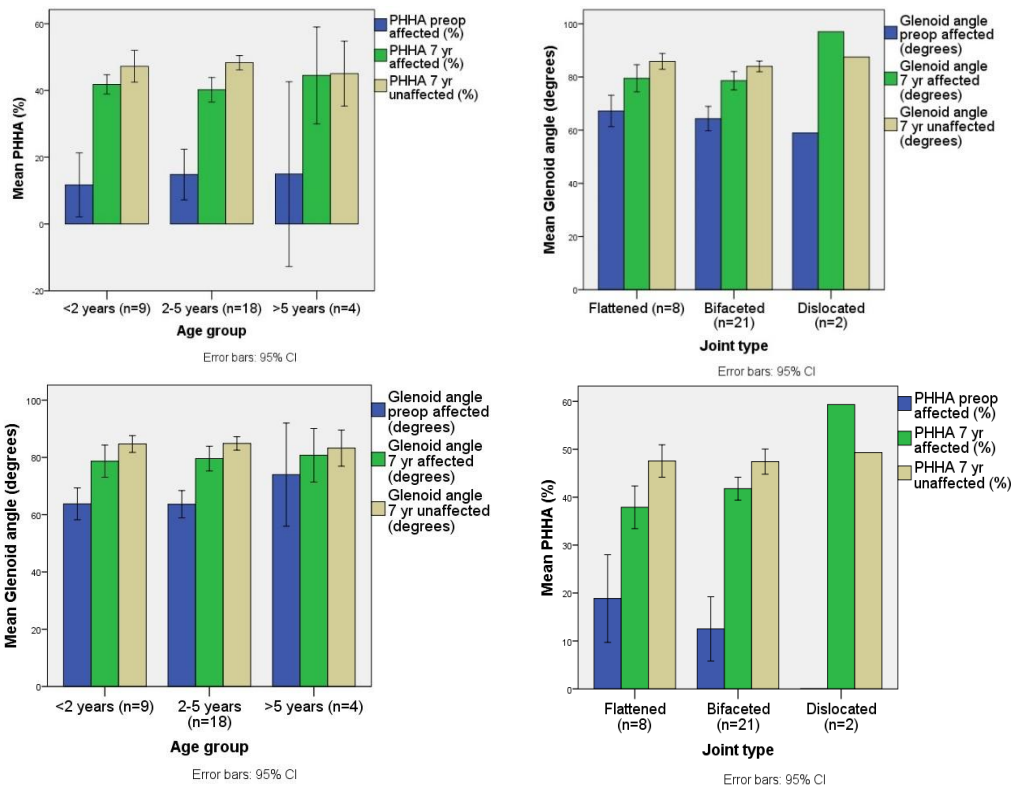 PHHA preop
affected (%)
PHHA 7 yr
affected (%)
PHHA 7 yr
unaffected (%)
Mean PHHA (%)
60
40
20
0
-20
<2 years (n=9)
2-5 years (n=18)
>5 years (n=4)
Age group
Error bars: 95% CI
Glenoid angle
preop affected
(degrees)
Glenoid angle
7 yr affected
(degrees)
Glenoid angle
7 yr unaffected
(degrees)
Mean Glenoid angle (degrees)
100
80
60
40
20
0
Flattened (n=8)
Bifaceted
(n=21)
Dislocated
(n=2)
Joint type
Error bars: 95% CI
Glenoid angle
preop affected
(degrees)
Glenoid angle
7 yr affected
(degrees)
Glenoid angle
7 yr unaffected
(degrees)
Mean Glenoid angle (degrees)
100
80
60
40
20
0
<2 years (n=9)
2-5 years
(n=18)
>5 years (n=4)
Age group
Error bars: 95% CI
PHHA preop
affected (%)
PHHA 7 yr
affected (%)
PHHA 7 yr
unaffected (%)
Mean PHHA (%)
60
50
40
30
20
10
0
Flattened
(n=8)
Bifaceted
(n=21)
Dislocated
(n=2)
Joint type
Error bars: 95% CI